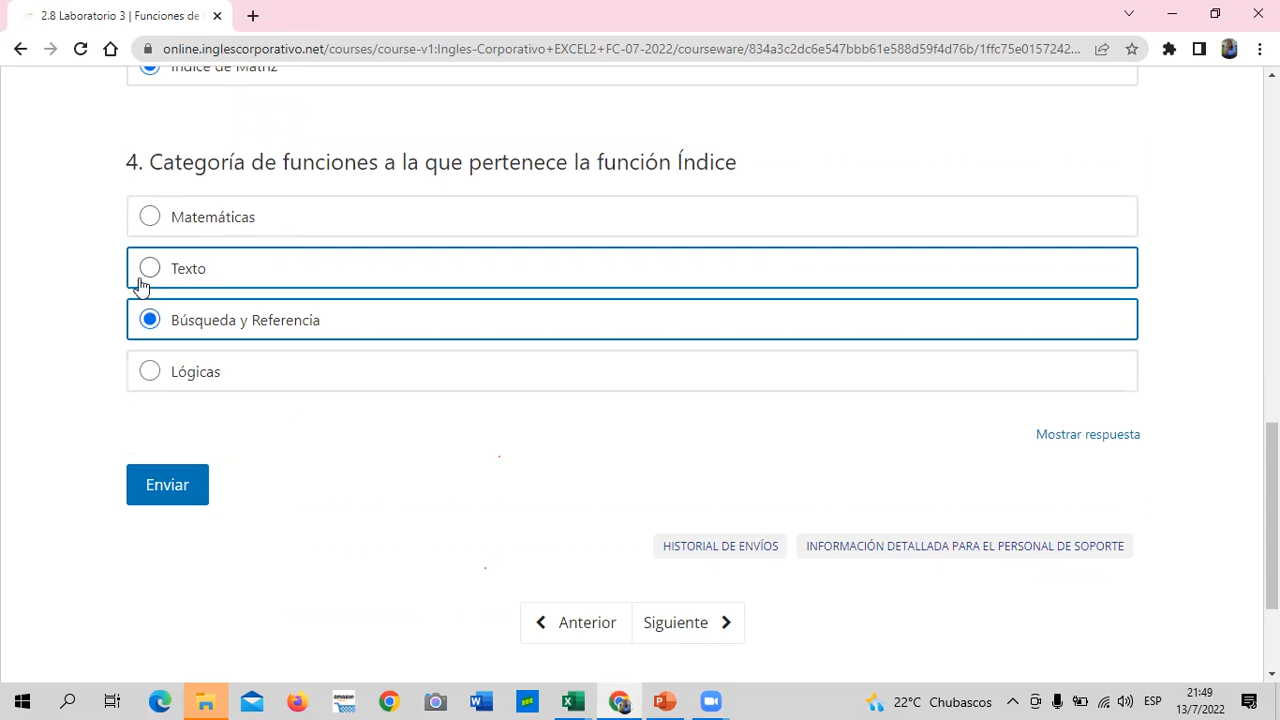 2.8 Laboratorio 3 | Funciones de
online.inglescorporativo.net/courses/course-v1:Ingles-Corporativo+EXCEL2+FC-07-2022/courseware/834a3c2dc6e547bbb61e588d59f4d76b/1ffc75e0157242...
Índice de Matriz
4. Categoría de funciones a la que pertenece la función Índice
Matemáticas
Texto
Búsqueda y Referencia
Lógicas
Mostrar respuesta
Enviar
HISTORIAL DE ENVÍOS INFORMACIÓN DETALLADA PARA EL PERSONAL DE SOPORTE
Anterior Siguiente
22°C Chubascos ESP 21:49
13/7/2022